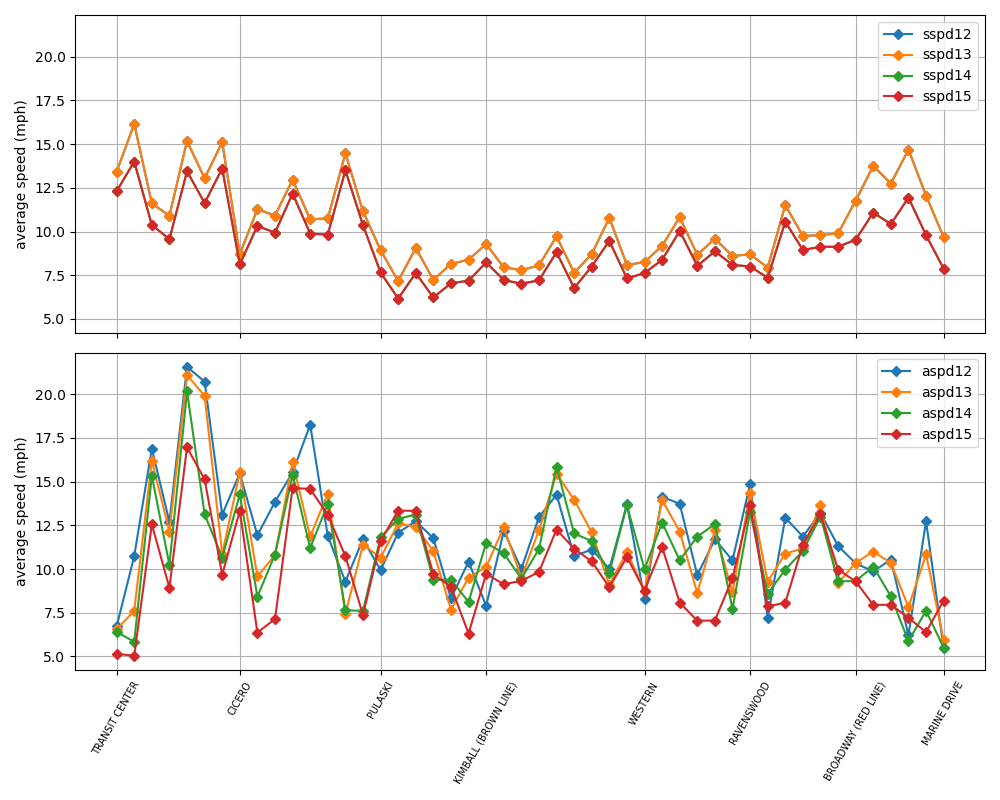 average speed (mph)
20.0
17.5
15.0
12.5
10.0
7.5
5.0
sspd12
sspd13
sspd14
sspd15
average speed (mph)
20.0
17.5
15.0
12.5
10.0
7.5
5.0
aspd12
aspd13
aspd14
aspd15
TRANSIT CENTER
CICERO
PULASKI
KIMBALL (BROWN LINE)
WESTERN
RAVENSWOOD
BROADWAY (RED LINE)
MARINE DRIVE